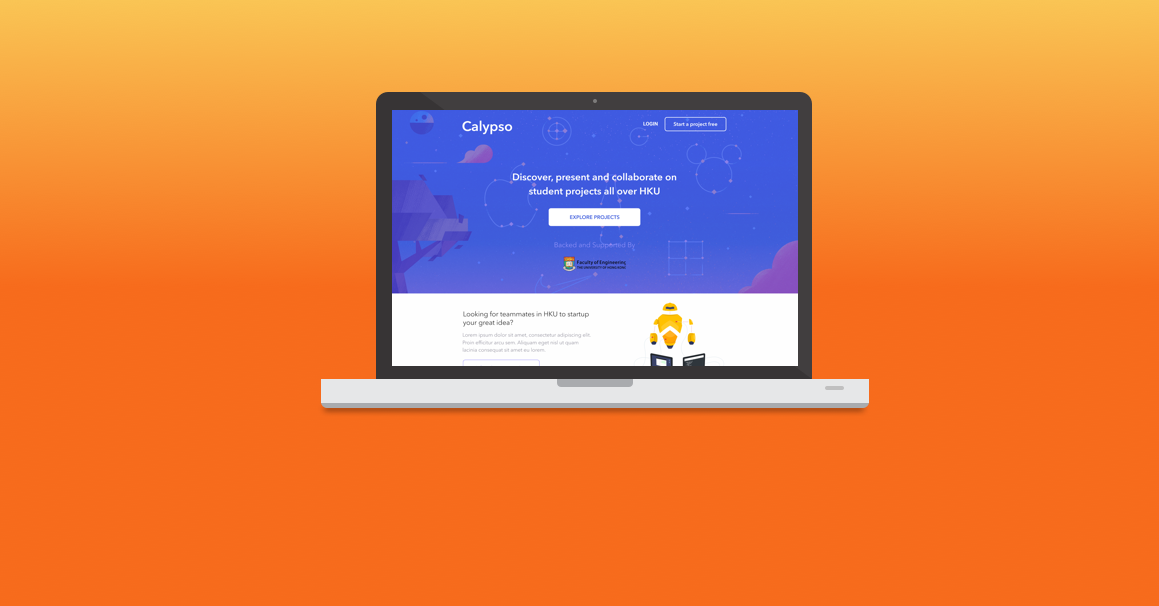 Calypso
LOGIN
Start a project free
Discover, present and collaborate on
student projects all over HKU
EXPLORE PROJECTS
Backed and Supported By
Faculty of Engineering
THE UNIVERSITY OF HONG KONG
Looking for teammates in HKU to startup
your great idea?
Lorem ipsum dolor sit amet, consectetur adipiscing elit.
Proin efficitur arcu sem. Aliquam eget nisl ut quam
lacinia consequat sit amet eu lorem.